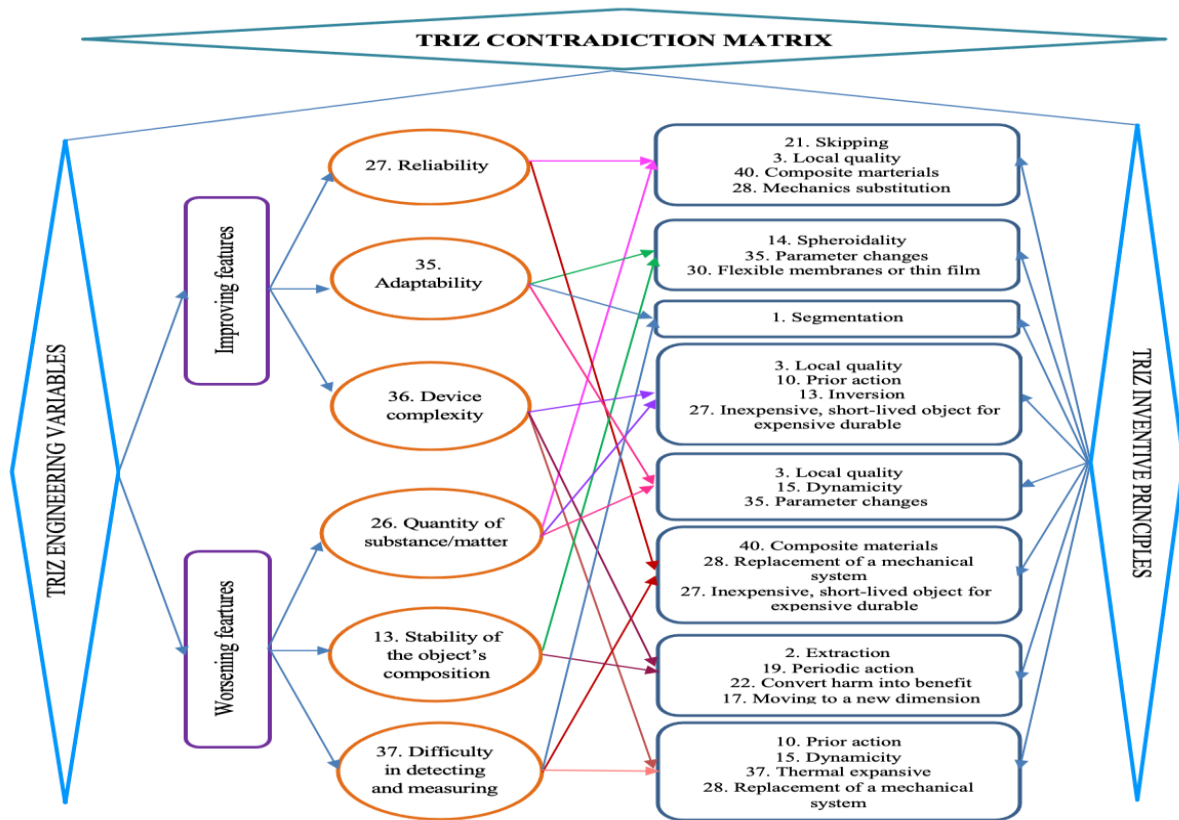 TRIZ CONTRADICTION MATRIX
TRIZ ENGINEERING VARIABLES
Improving features
Worsening feartures
27. Reliability
35.
Adaptability
36. Device
complexity
26. Quantity of
substance/matter
13. Stability of
the object's
composition
37. Difficulty
in detecting
and measuring
21. Skipping
3. Local quality
40. Composite marterials
28. Mechanics substitution
14. Spheroidality
35. Parameter changes
30. Flexible membranes or thin film
1. Segmentation
3. Local quality
10. Prior action
13. Inversion
27. Inexpensive, short-lived object for
expensive durable
3. Local quality
15. Dynamicity
35. Parameter changes
40. Composite materials
28. Replacement of a mechanical
system
27. Inexpensive, short-lived object for
expensive durable
2. Extraction
19. Periodic action
22. Convert harm into benefit
17. Moving to a new dimension
10. Prior action
15. Dynamicity
37. Thermal expansive
28. Replacement of a mechanical
system
TRIZ INVENTIVE PRINCIPLES